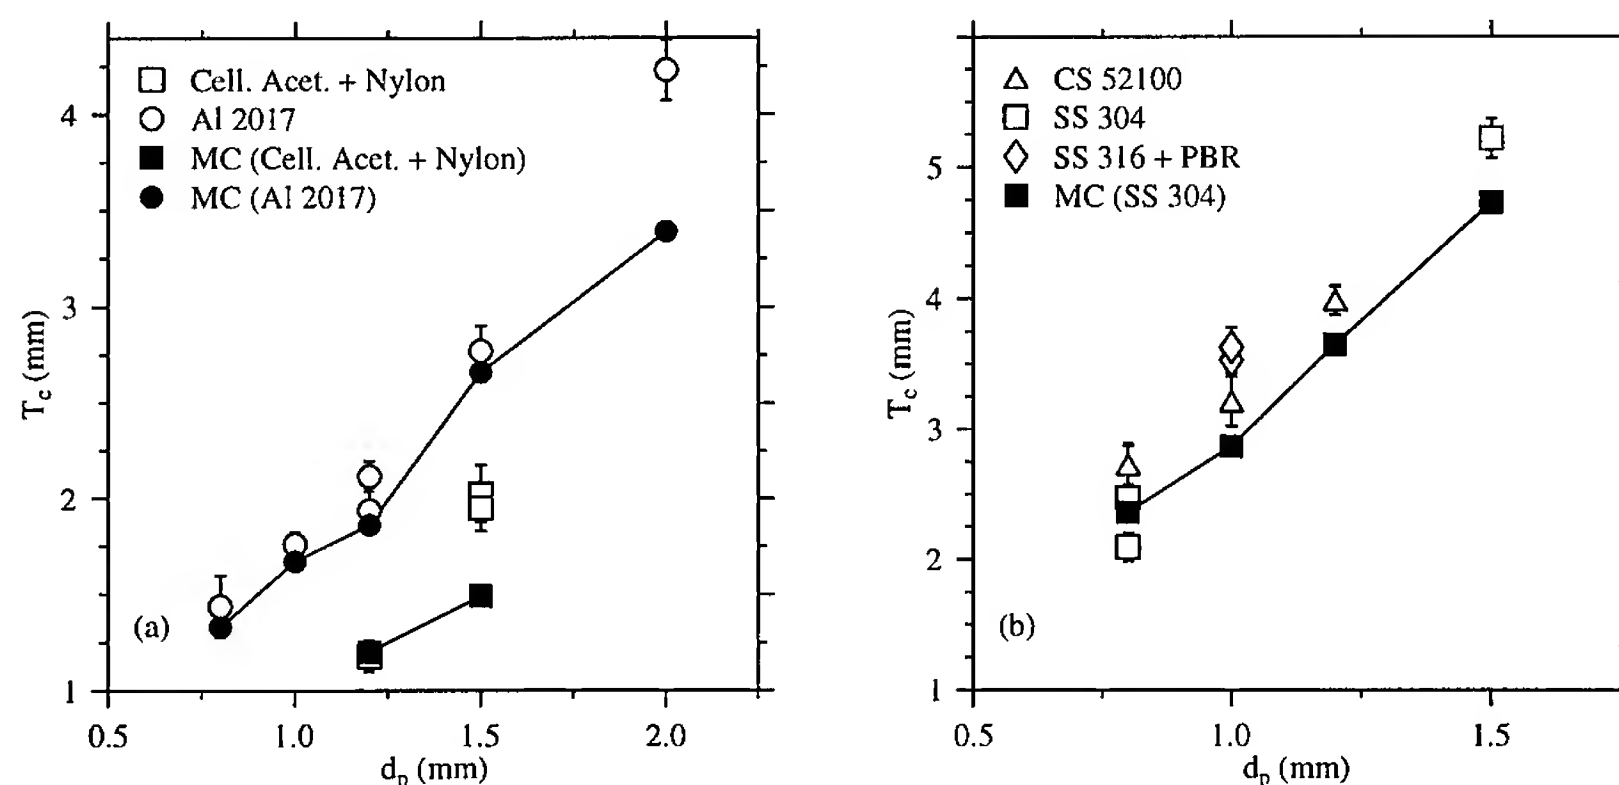 Cell. Acet. + Nylon
Al 2017
MC (Cell. Acet. + Nylon)
MC (Al 2017)
4
3
2
1
T_c (mm)
(a)
0.5 1.0 1.5 2.0
d_p (mm)
CS 52100
SS 304
SS 316 + PBR
MC (SS 304)
5
4
3
2
1
T_c (mm)
(b)
0.5 1.0 1.5
d_p (mm)